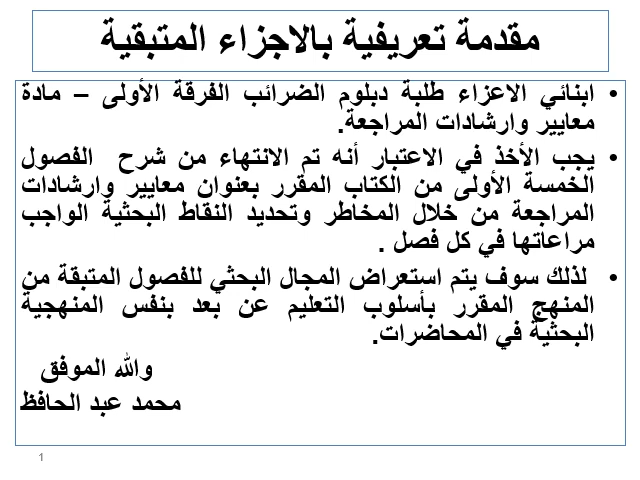 مقدمة تعريفية بالاجزاء المتبقية
• ابنائي الاعزاء طلبة دبلوم الضرائب الفرقة الأولى – مادة
معايير وارشادات المراجعة.
• يجب الأخذ في الاعتبار أنه تم الانتهاء من شرح الفصول
الخمسة الأولى من الكتاب المقرر بعنوان معايير وارشادات
المراجعة من خلال المخاطر وتحديد النقاط البحثية الواجب
مراعاتها في كل فصل .
• لذلك سوف يتم استعراض المجال البحثي للفصول المتبقة من
المنهج المقرر بأسلوب التعليم عن بعد بنفس المنهجية
البحثية في المحاضرات.
والله الموفق
محمد عبد الحافظ
1